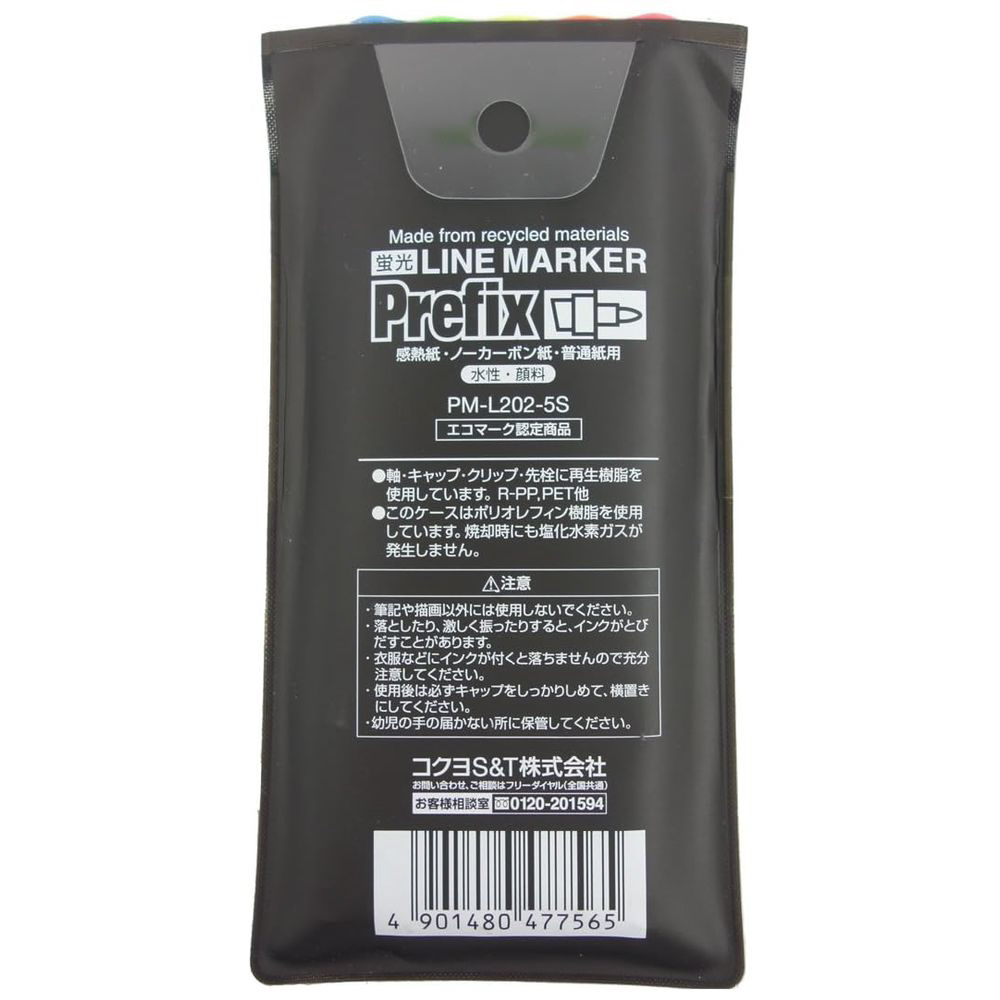 Made from recycled materials
蛍光 LINE MARKER
Prefix
感熱紙・ノーカーボン紙・普通紙用
水性・顔料
PM-L202-5S
エコマーク認定商品
●軸・キャップ・クリップ・先栓に再生樹脂を
使用しています。R-PP,PET他
●このケースはポリオレフィン樹脂を使用
しています。焼却時にも塩化水素ガスが
発生しません。
⚠注意
・筆記や描画以外には使用しないでください。
・落としたり、激しく振ったりすると、インクがとび
だすことがあります。
・衣服などにインクが付くと落ちませんので充分
注意してください。
・使用後は必ずキャップをしっかりしめて、横置き
にしてください。
・幼児の手の届かない所に保管してください。
コクヨS&T株式会社
お問い合わせ、ご相談はフリーダイヤル(全国共通)
お客様相談室 0120-201594
4 901480 477565